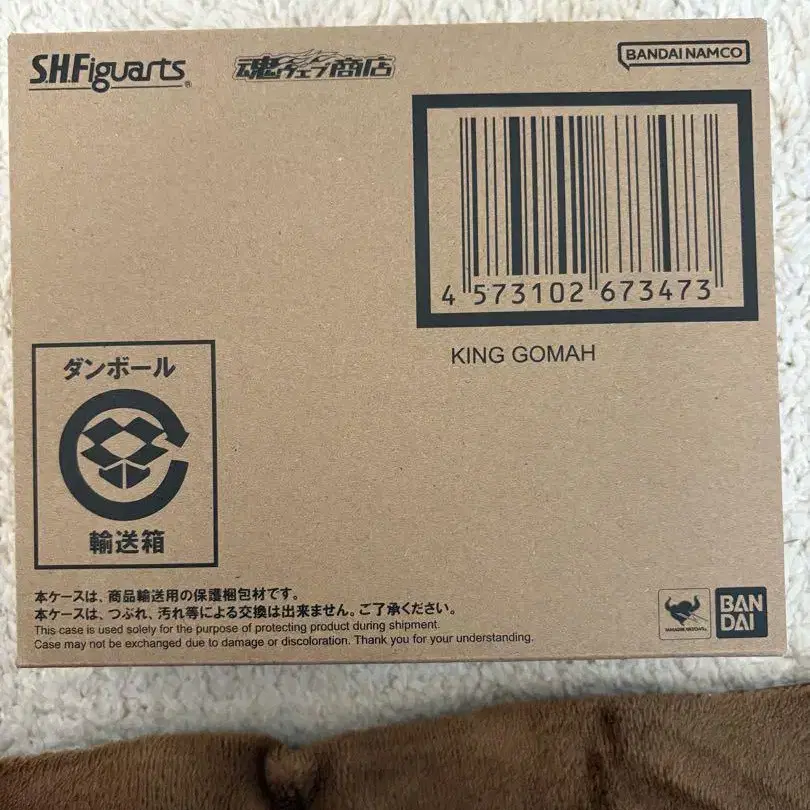 S.H.Figuarts
魂ウェブ商店
BANDAI NAMCO
4 573102 673473
KING GOMAH
ダンボール
輸送箱
本ケースは、商品輸送用の保護梱包材です。
本ケースは、つぶれ、汚れ等による交換は出来ません。ご了承ください。
This case is used solely for the purpose of protecting product during shipment.
Case may not be exchanged due to damage or discoloration. Thank you for your understanding.
BAN
DAI